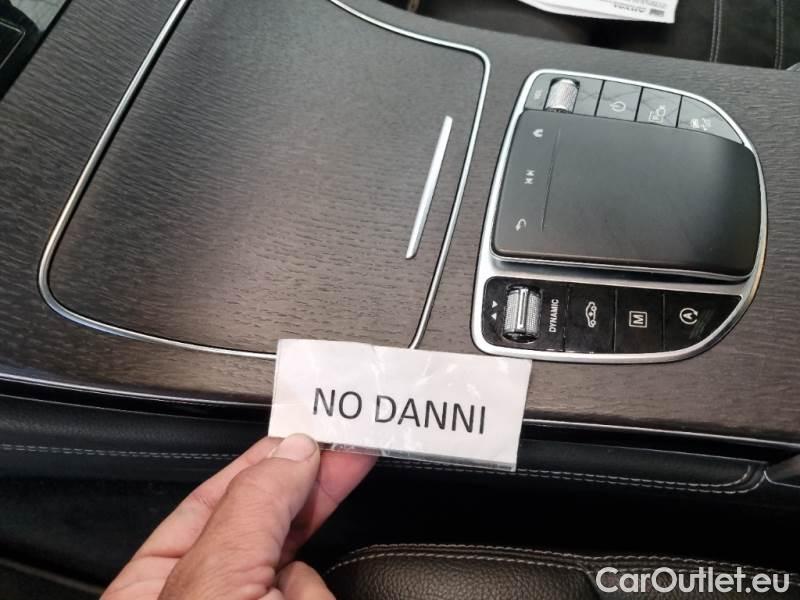 DYNAMIC
M
A
NO DANNI
CarOutlet.eu